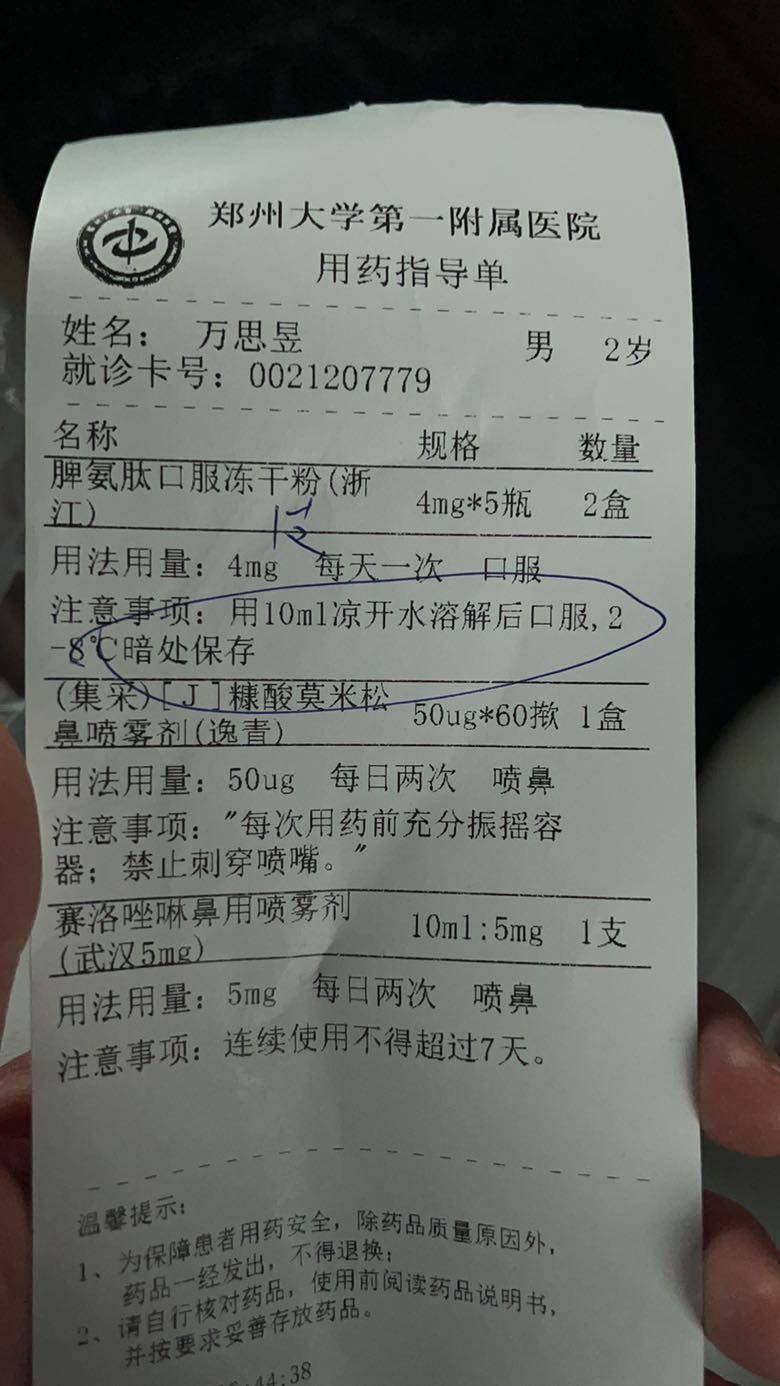 郑州大学第一附属医院
用药指导单
姓名： 万思昱 男 2岁
就诊卡号：0021207779
名称 规格 数量
脾氨肽口服冻干粉(浙
江) 4mg*5瓶 2盒
用法用量：4mg 每天一次 口服
注意事项：用10ml凉开水溶解后口服,2
-8℃暗处保存
(集采)[J]糠酸莫米松
鼻喷雾剂(逸青) 50ug*60揿 1盒
用法用量：50ug 每日两次 喷鼻
注意事项："每次用药前充分振摇容
器；禁止刺穿喷嘴。"
赛洛唑啉鼻用喷雾剂
(武汉5mg) 10ml:5mg 1支
用法用量：5mg 每日两次 喷鼻
注意事项：连续使用不得超过7天。
温馨提示：
1、为保障患者用药安全，除药品质量原因外，
药品一经发出，不得退换；
2、请自行核对药品，使用前阅读药品说明书，
并按要求妥善存放药品。
44:38